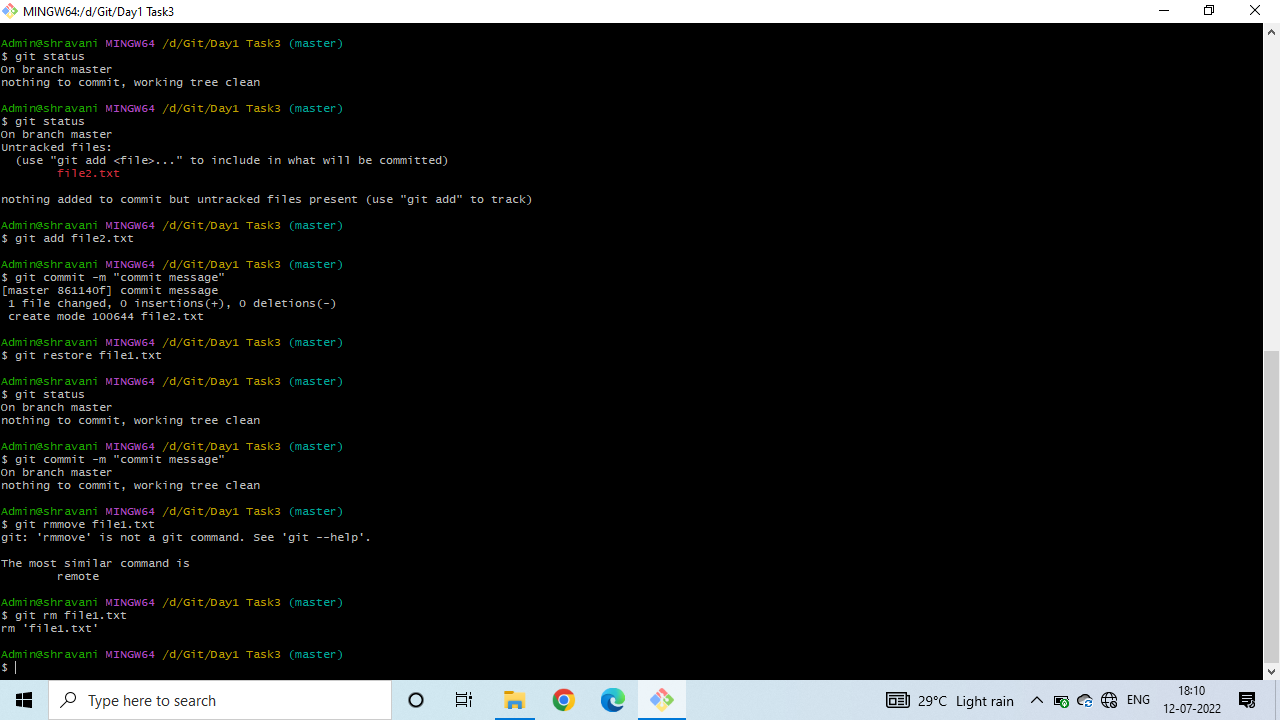 MINGW64:/d/Git/Day1 Task3
Admin@shravani MINGW64 /d/Git/Day1 Task3 (master)
$ git status
On branch master
nothing to commit, working tree clean
Admin@shravani MINGW64 /d/Git/Day1 Task3 (master)
$ git status
On branch master
Untracked files:
  (use "git add <file>..." to include in what will be committed)
        file2.txt
nothing added to commit but untracked files present (use "git add" to track)
Admin@shravani MINGW64 /d/Git/Day1 Task3 (master)
$ git add file2.txt
Admin@shravani MINGW64 /d/Git/Day1 Task3 (master)
$ git commit -m "commit message"
[master 861140f] commit message
 1 file changed, 0 insertions(+), 0 deletions(-)
 create mode 100644 file2.txt
Admin@shravani MINGW64 /d/Git/Day1 Task3 (master)
$ git restore file1.txt
Admin@shravani MINGW64 /d/Git/Day1 Task3 (master)
$ git status
On branch master
nothing to commit, working tree clean
Admin@shravani MINGW64 /d/Git/Day1 Task3 (master)
$ git commit -m "commit message"
On branch master
nothing to commit, working tree clean
Admin@shravani MINGW64 /d/Git/Day1 Task3 (master)
$ git rmmove file1.txt
git: 'rmmove' is not a git command. See 'git --help'.
The most similar command is
        remote
Admin@shravani MINGW64 /d/Git/Day1 Task3 (master)
$ git rm file1.txt
rm 'file1.txt'
Admin@shravani MINGW64 /d/Git/Day1 Task3 (master)
$
Type here to search
29°C Light rain
ENG
18:10
12-07-2022